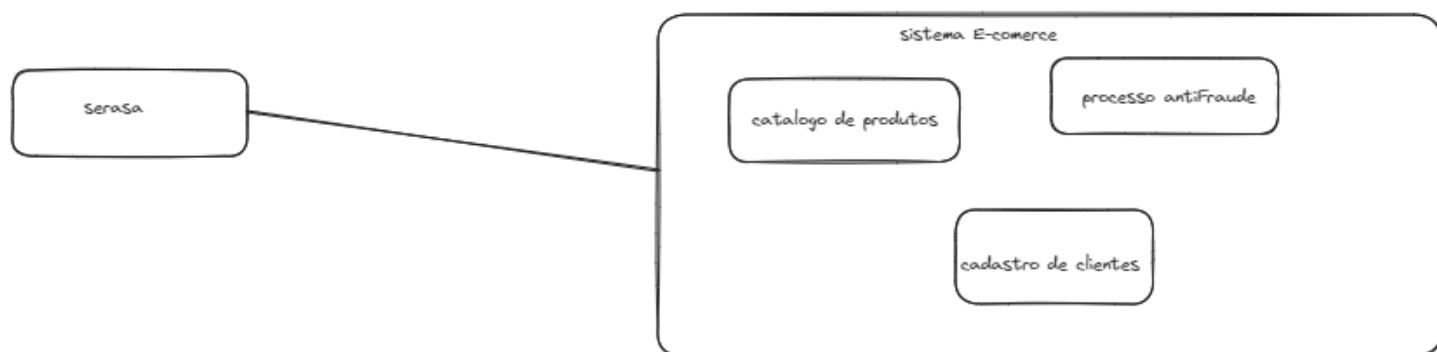 sistema E-comerce
serasa
catalogo de produtos
processo antiFraude
cadastro de clientes